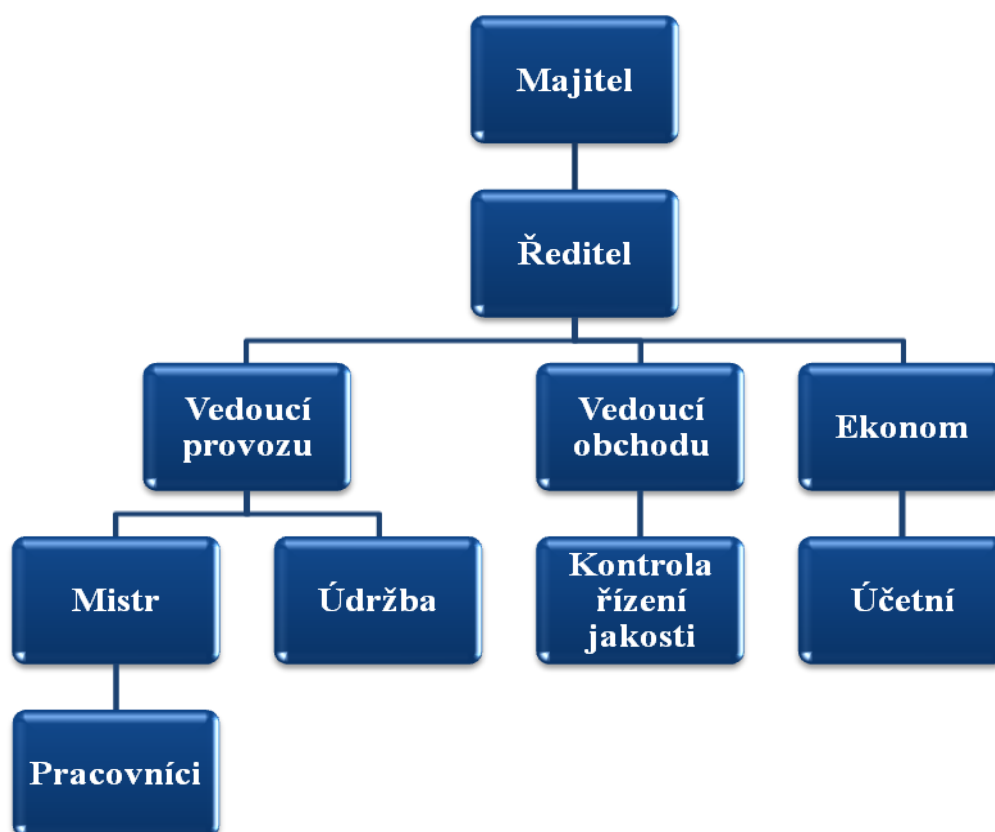 Majitel
Ředitel
Vedoucí
provozu
Vedoucí
obchodu
Ekonom
Mistr
Údržba
Kontrola
řízení
jakosti
Účetní
Pracovníci